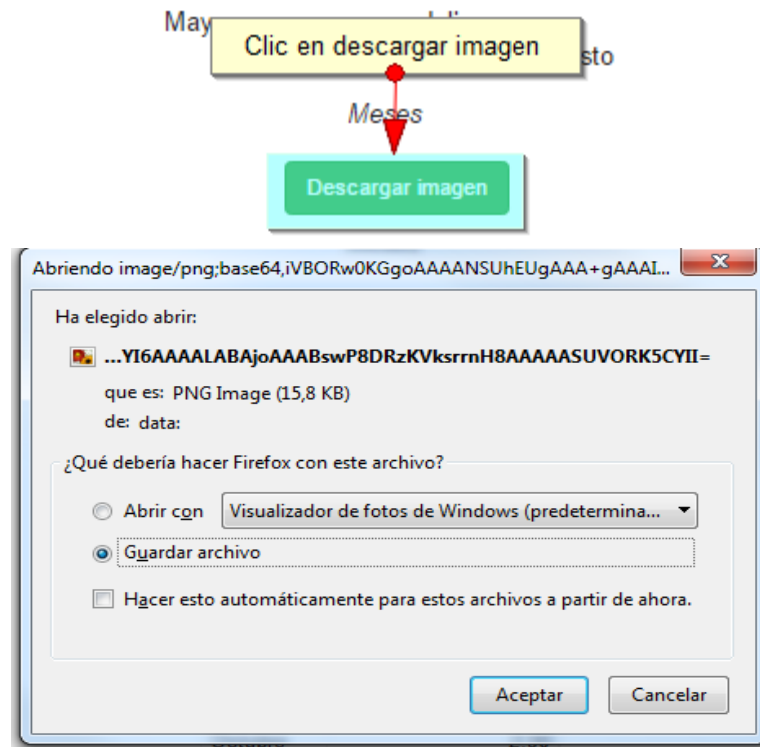 May
Clic en descargar imagen
sto
Meses
Descargar imagen
Abriendo image/png;base64,iVBORw0KGgoAAAANSUhEUgAAA+gAAAI...
Ha elegido abrir:
...YI6AAAALABAjoAAABswP8DRzKVksrrnH8AAAAASUVORK5CYII=
que es: PNG Image (15,8 KB)
de: data:
¿Qué debería hacer Firefox con este archivo?
Abrir con Visualizador de fotos de Windows (predetermina...
Guardar archivo
Hacer esto automáticamente para estos archivos a partir de ahora.
Aceptar Cancelar